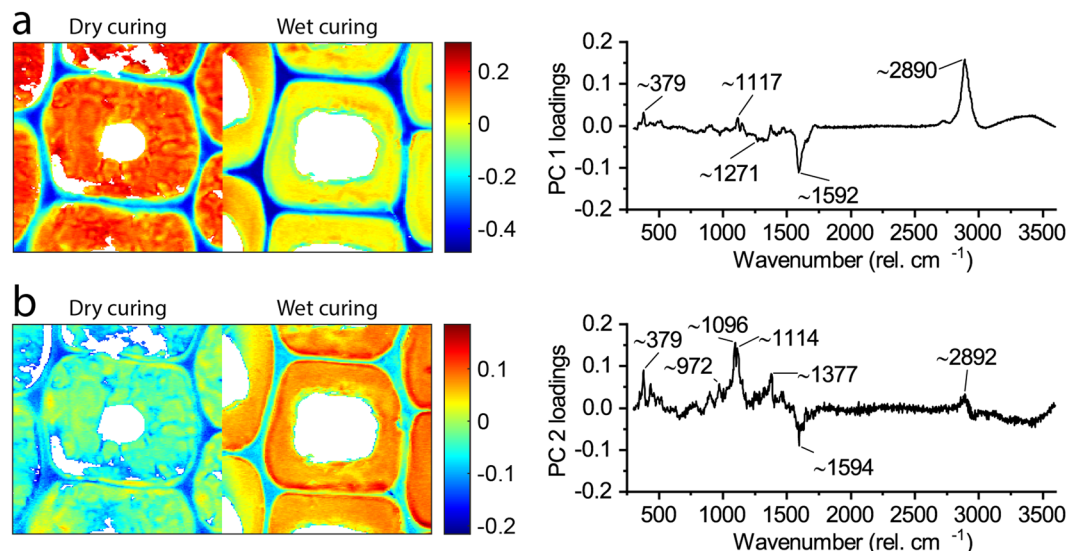 a
Dry curing
Wet curing
0.2
0
-0.2
-0.4
PC 1 loadings
0.2
0.1
0.0
-0.1
-0.2
~379
~1117
~1271
~1592
~2890
500 1000 1500 2000 2500 3000 3500
Wavenumber (rel. cm -1)
b
Dry curing
Wet curing
0.1
0
-0.1
-0.2
PC 2 loadings
0.2
0.1
0.0
-0.1
-0.2
~379
~972
~1096
~1114
~1377
~1594
~2892
500 1000 1500 2000 2500 3000 3500
Wavenumber (rel. cm -1)